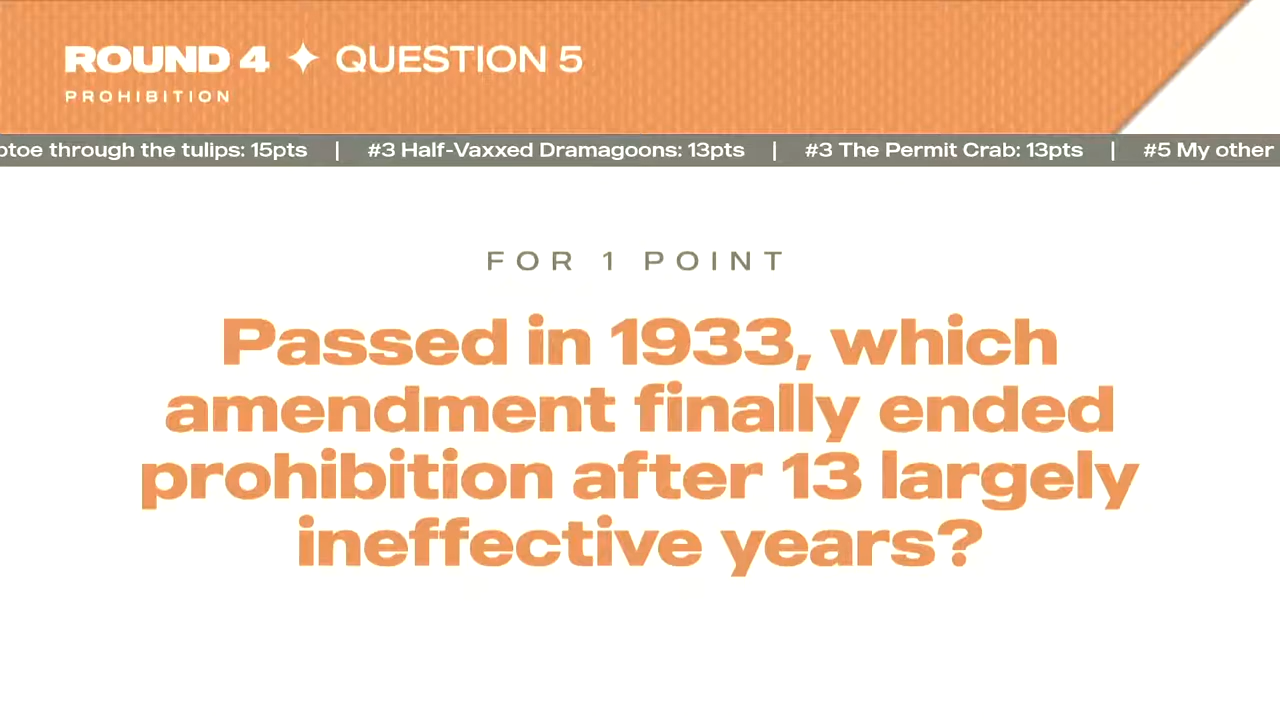 ROUND 4 ✦ QUESTION 5
PROHIBITION
through the tulips: 15pts | #3 Half-Vaxxed Dramagoons: 13pts | #3 The Permit Crab: 13pts | #5 My other
FOR 1 POINT
Passed in 1933, which
amendment finally ended
prohibition after 13 largely
ineffective years?